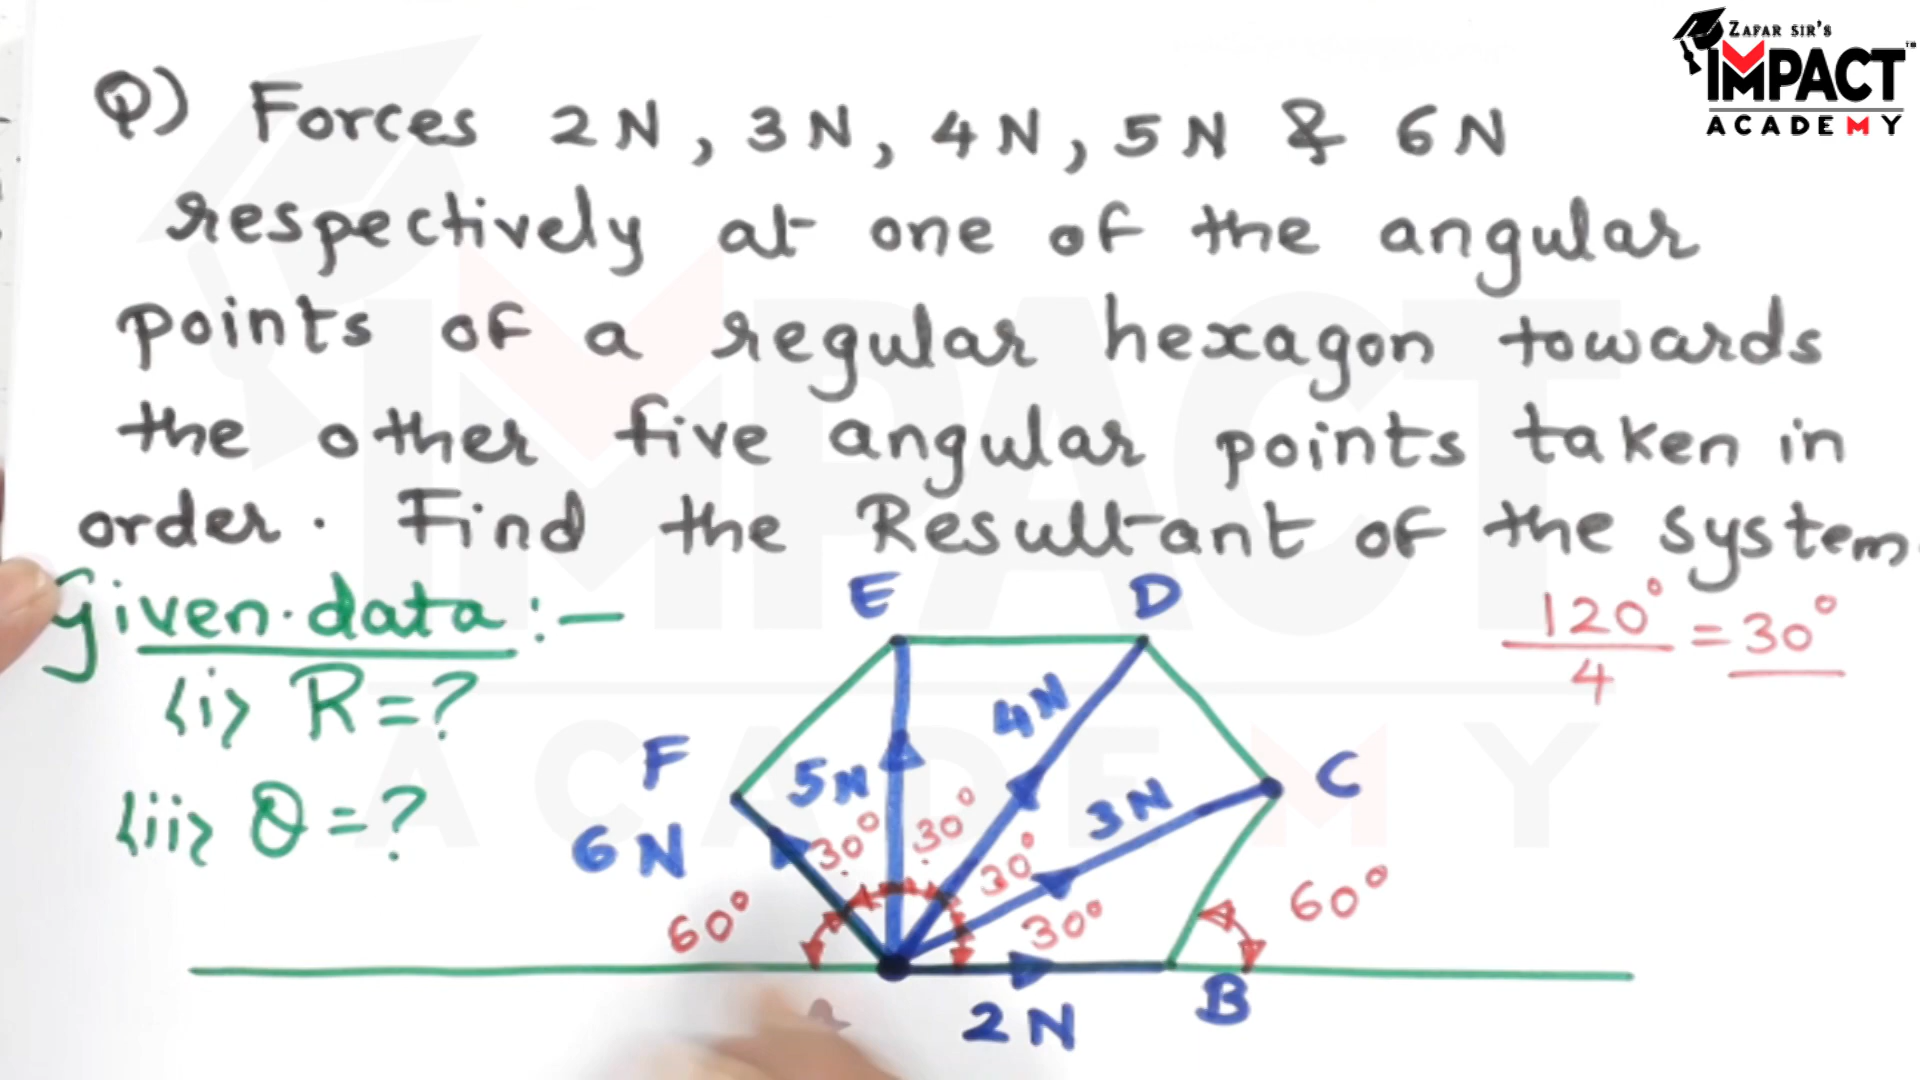 ZAFAR SIR'S
IMPACT™
ACADEMY
Q) Forces 2N, 3N, 4N, 5N & 6N
respectively at one of the angular
points of a regular hexagon towards
the other five angular points taken in
order. Find the Resultant of the system.
Given data :-
(i) R = ?
(ii) θ = ?
120° / 4 = 30°
E
D
F
C
4N
5N
3N
6N
30°
30°
30°
30°
60°
60°
B
2N
IMPACT
ACADEMY